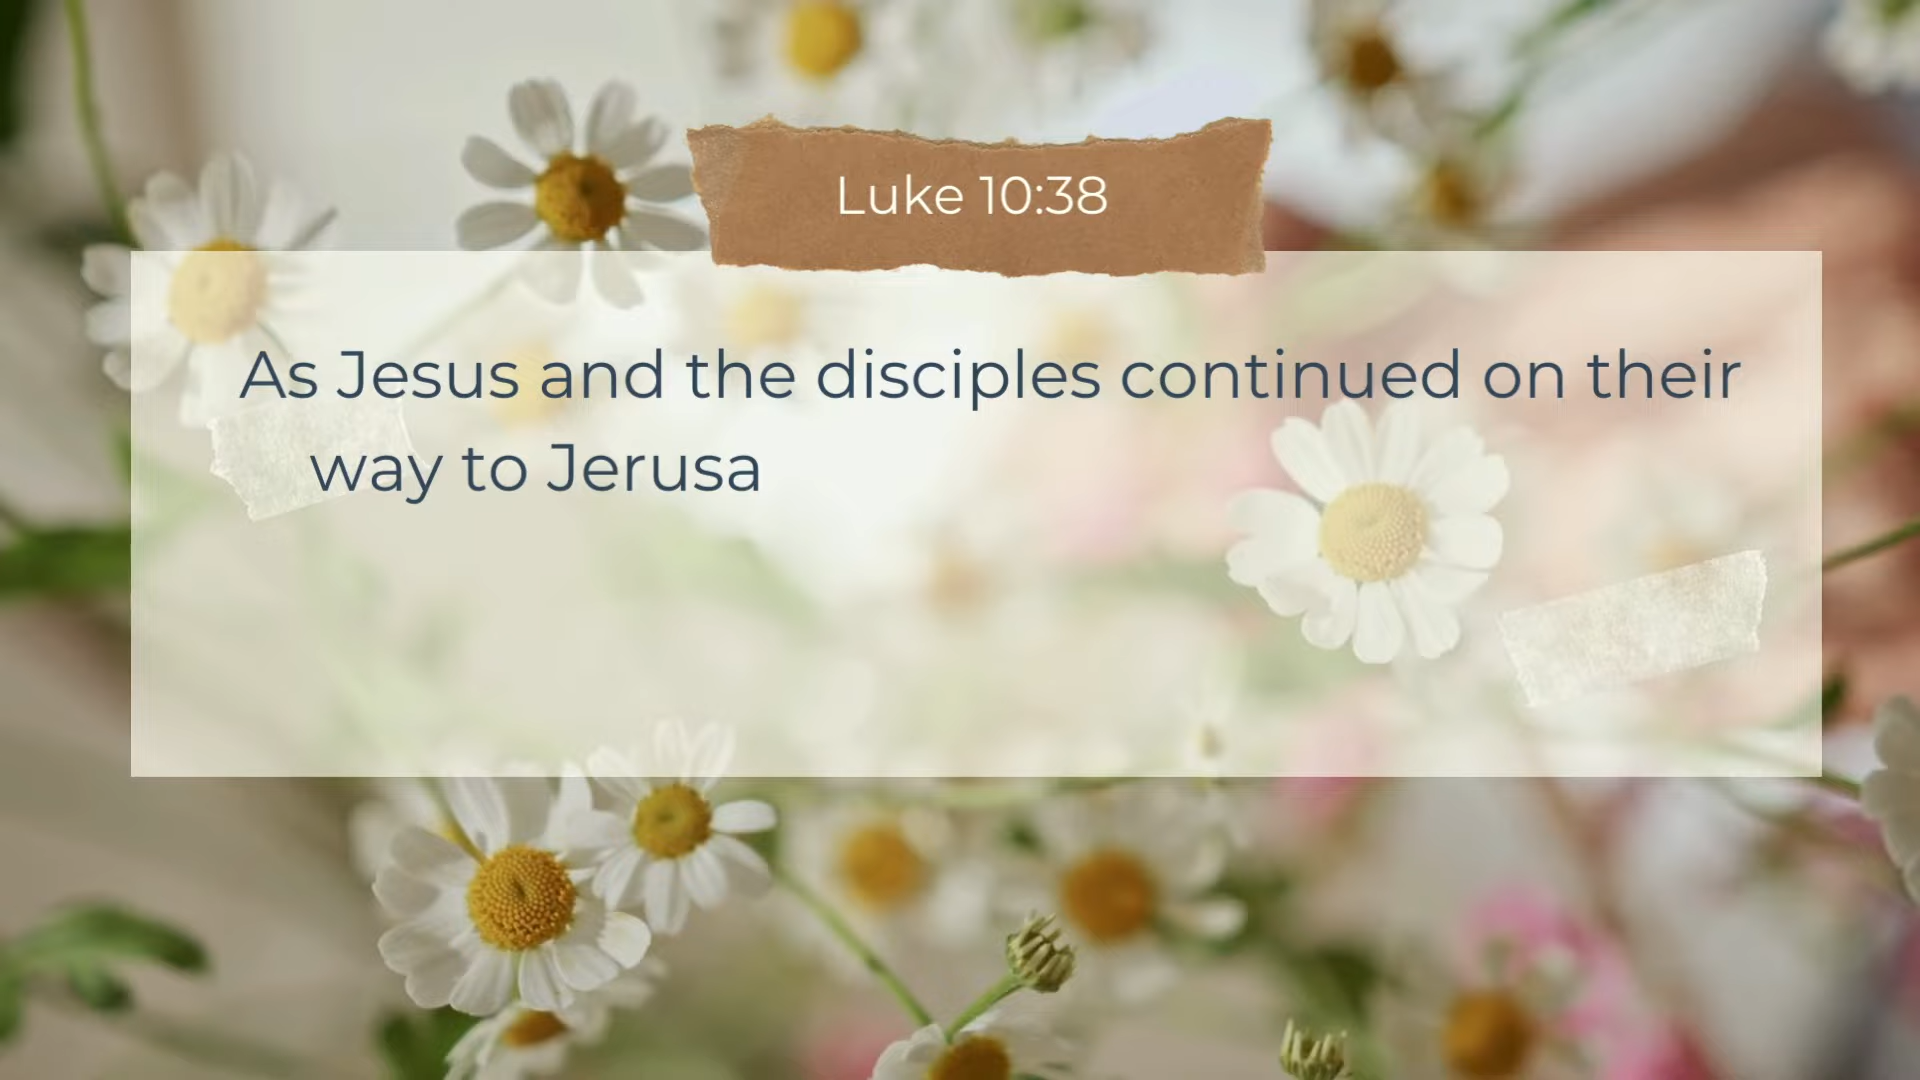 Luke 10:38
As Jesus and the disciples continued on their
way to Jerusa